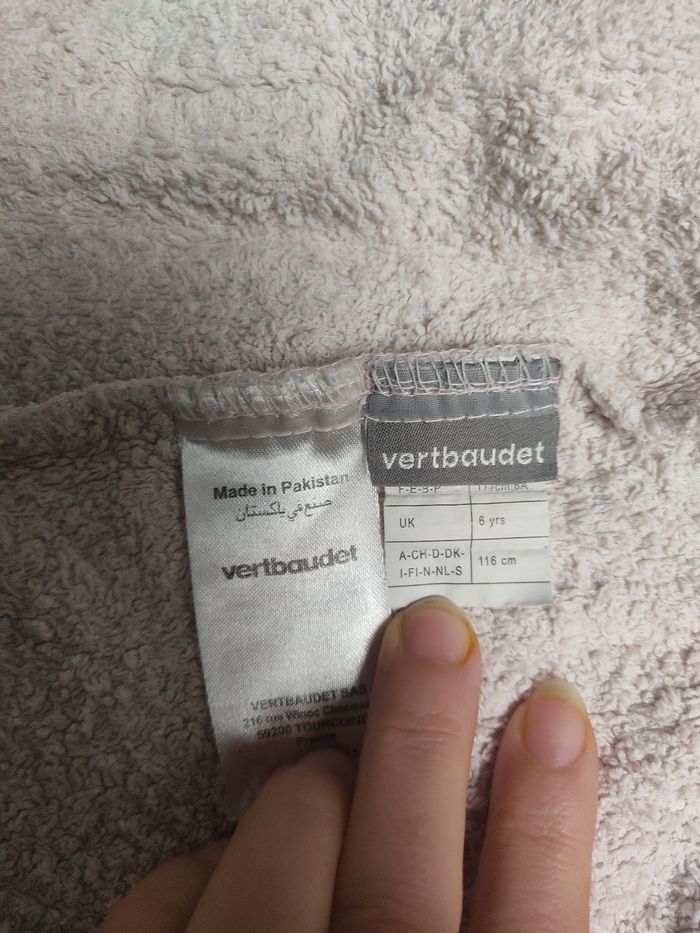 Made in Pakistan
صنع في باكستان
vertbaudet
VERTBAUDET SAS
216 rue Winoc Chocque
59200 TOURCOING
France
vertbaudet
F-E-S-P
UK 6 yrs
A-CH-D-DK-
I-FI-N-NL-S 116 cm